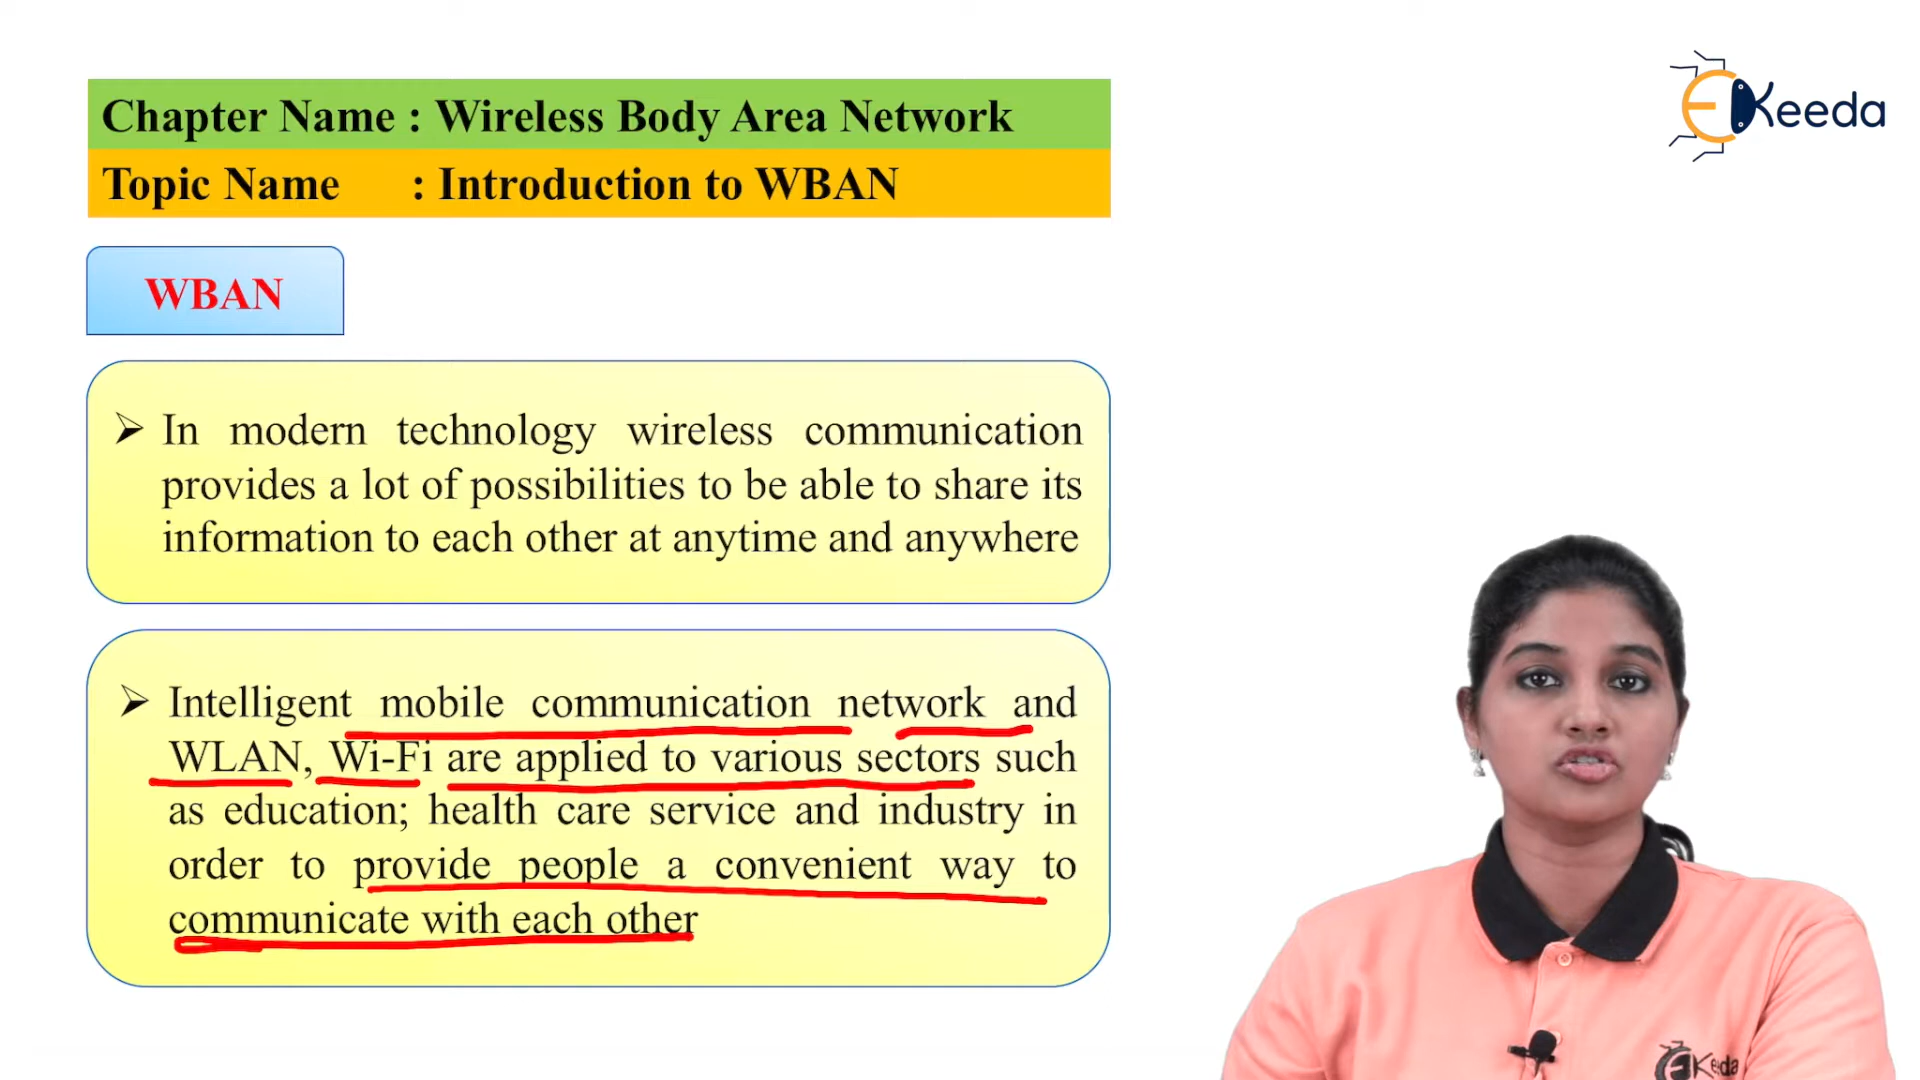 Keeda
Chapter Name : Wireless Body Area Network
Topic Name : Introduction to WBAN
WBAN
In modern technology wireless communication
provides a lot of possibilities to be able to share its
information to each other at anytime and anywhere
Intelligent mobile communication network and
WLAN, Wi-Fi are applied to various sectors such
as education; health care service and industry in
order to provide people a convenient way to
communicate with each other
Keeda